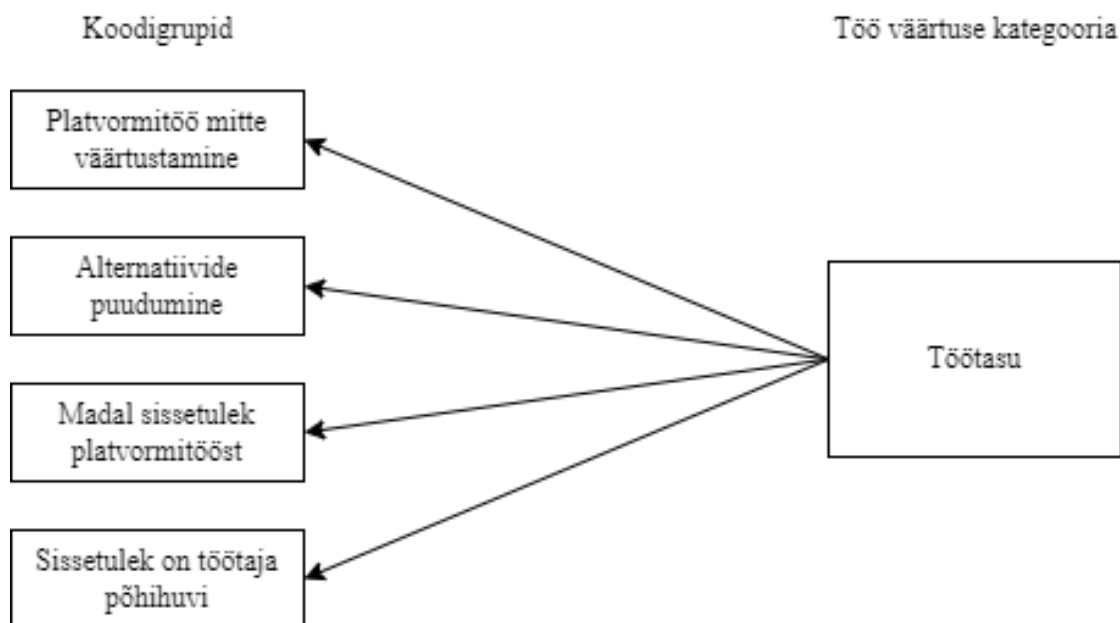 Koodigrupid
Töö väärtuse kategooria
Platvormitöö mitte
väärtustamine
Alternatiivide
puudumine
Madal sissetulek
platvormitööst
Sissetulek on töötaja
põhihuvi
Töötasu